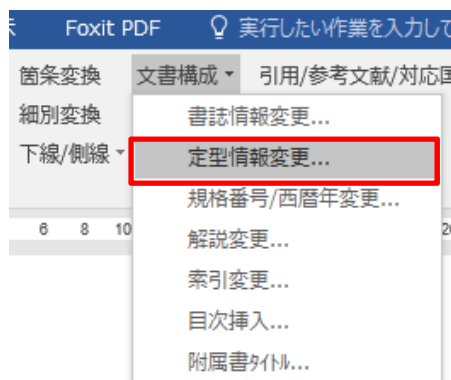 Foxit PDF 実行したい作業を入力して
箇条変換 文書構成 引用/参考文献/対応国
細別変換
下線/側線
書誌情報変更...
定型情報変更...
規格番号/西暦年変更...
6 8 10
解説変更...
索引変更...
目次挿入...
附属書ﾀｲﾄﾙ...